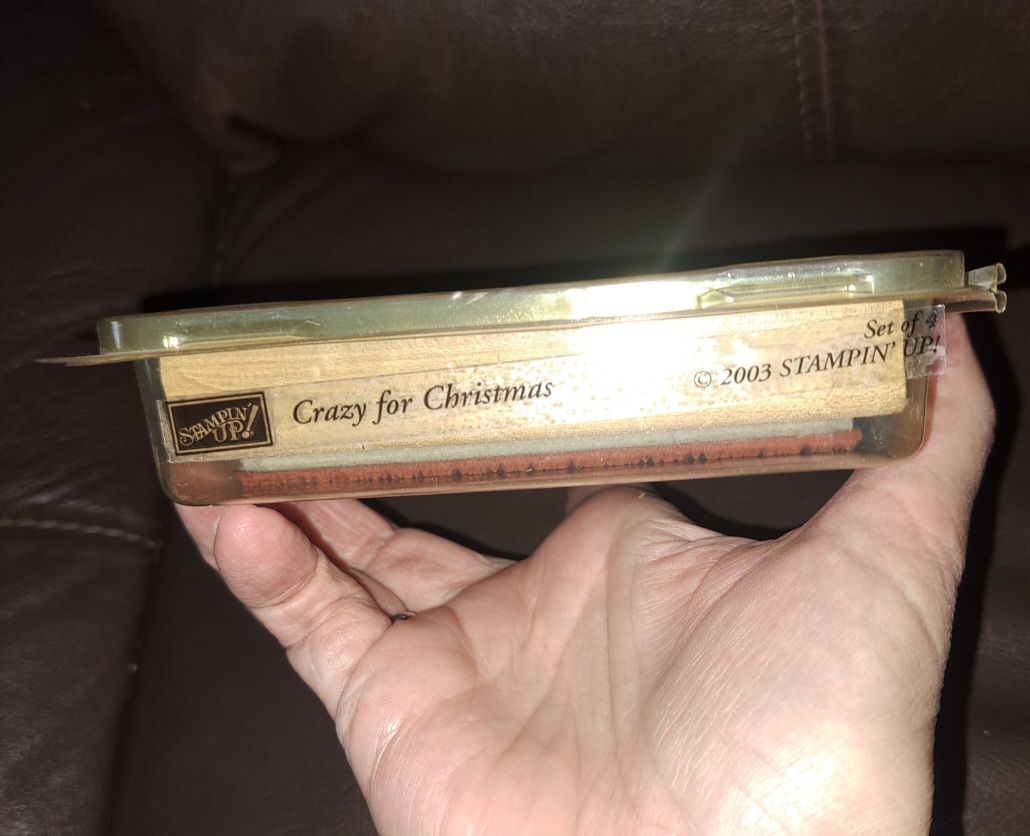 Set of 4
STAMPIN' UP! Crazy for Christmas © 2003 STAMPIN' UP!